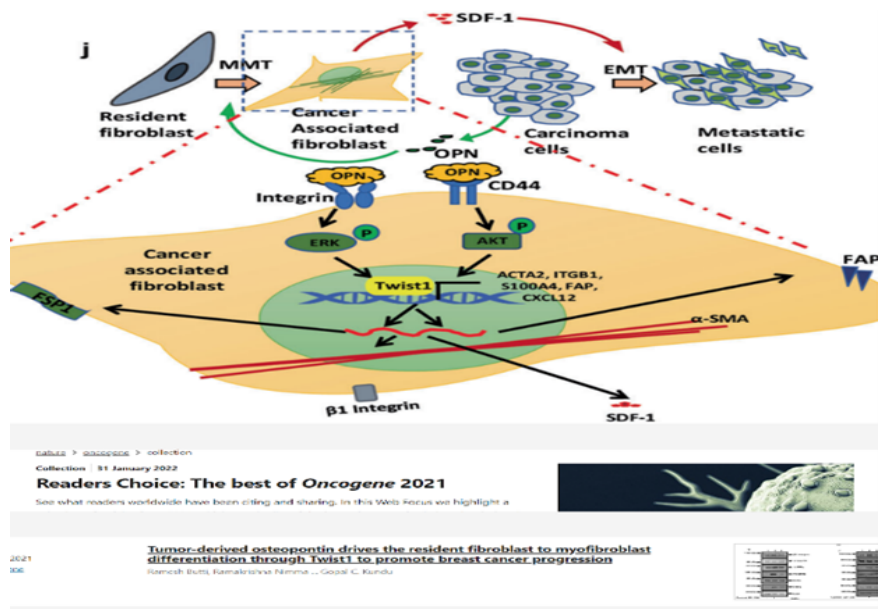 j
SDF-1
MMT
EMT
Resident
fibroblast
Cancer
Associated
fibroblast
Carcinoma
cells
Metastatic
cells
OPN
OPN
OPN
Integrin
CD44
ERK
P
AKT
P
Cancer
associated
fibroblast
FAP
Twist1
ACTA2, ITGB1,
S100A4, FAP,
CXCL12
FSP1
α-SMA
β1 Integrin
SDF-1
nature > oncogene > collection
Collection | 31 January 2022
Readers Choice: The best of Oncogene 2021
See what readers worldwide have been citing and sharing. In this Web Focus we highlight a
2021
Tumor-derived osteopontin drives the resident fibroblast to myofibroblast
differentiation through Twist1 to promote breast cancer progression
Ramesh Butti, Ramakrishna Nimma ... Gopal C. Kundu